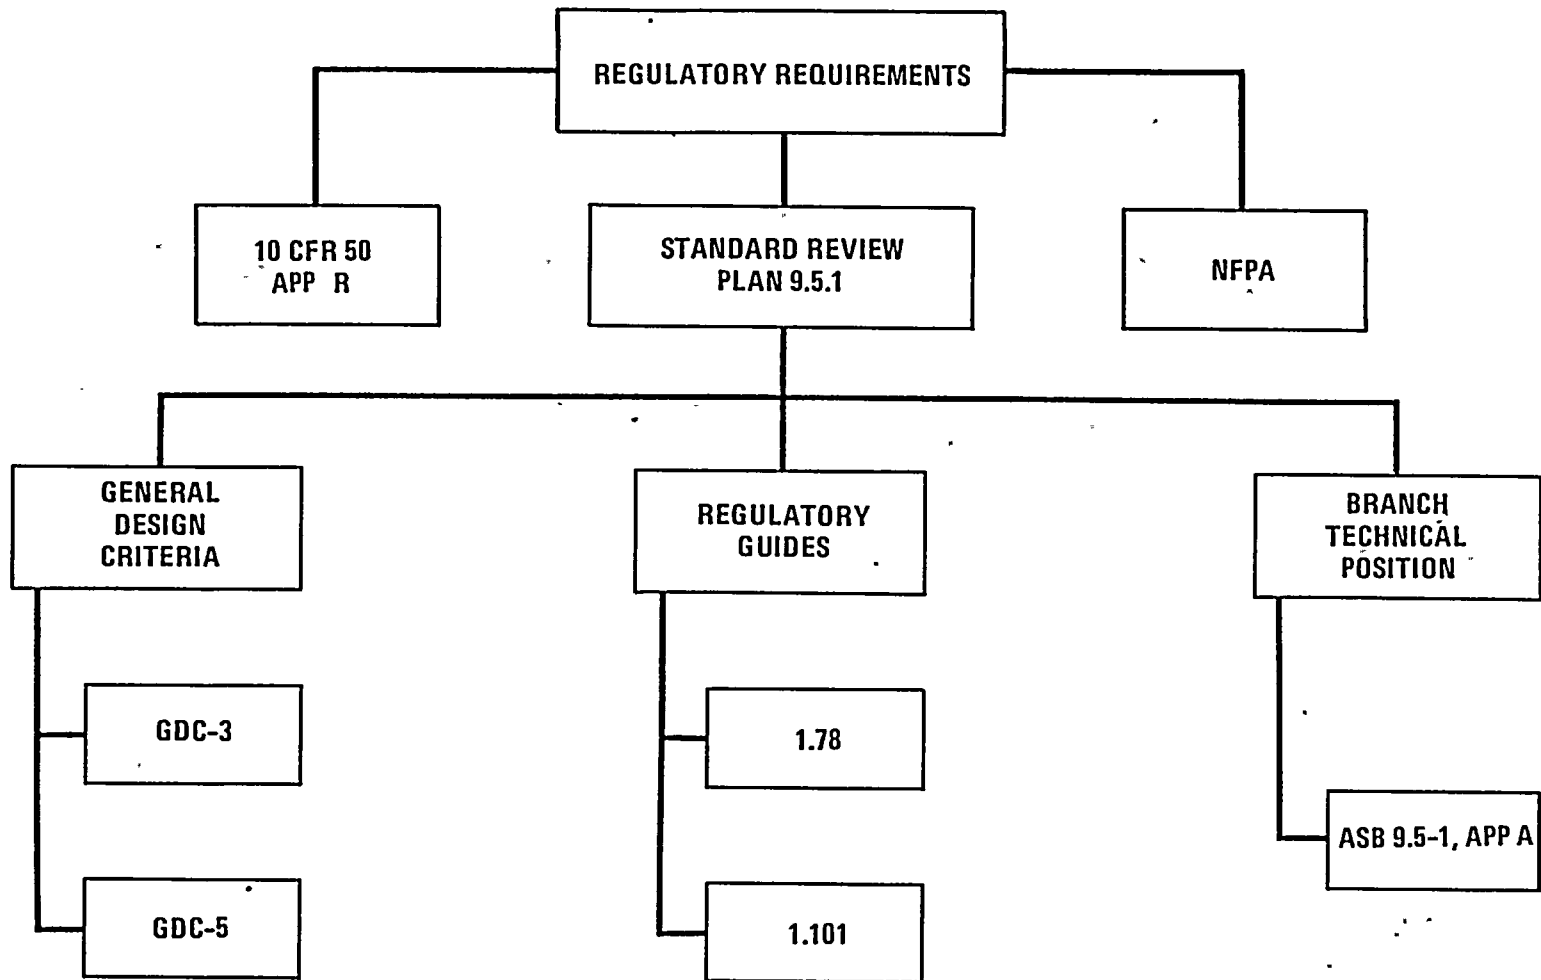 REGULATORY REQUIREMENTS
10 CFR 50
APP R
STANDARD REVIEW
PLAN 9.5.1
NFPA
GENERAL
DESIGN
CRITERIA
REGULATORY
GUIDES
BRANCH
TECHNICAL
POSITION
GDC-3
1.78
ASB 9.5-1, APP A
GDC-5
1.101